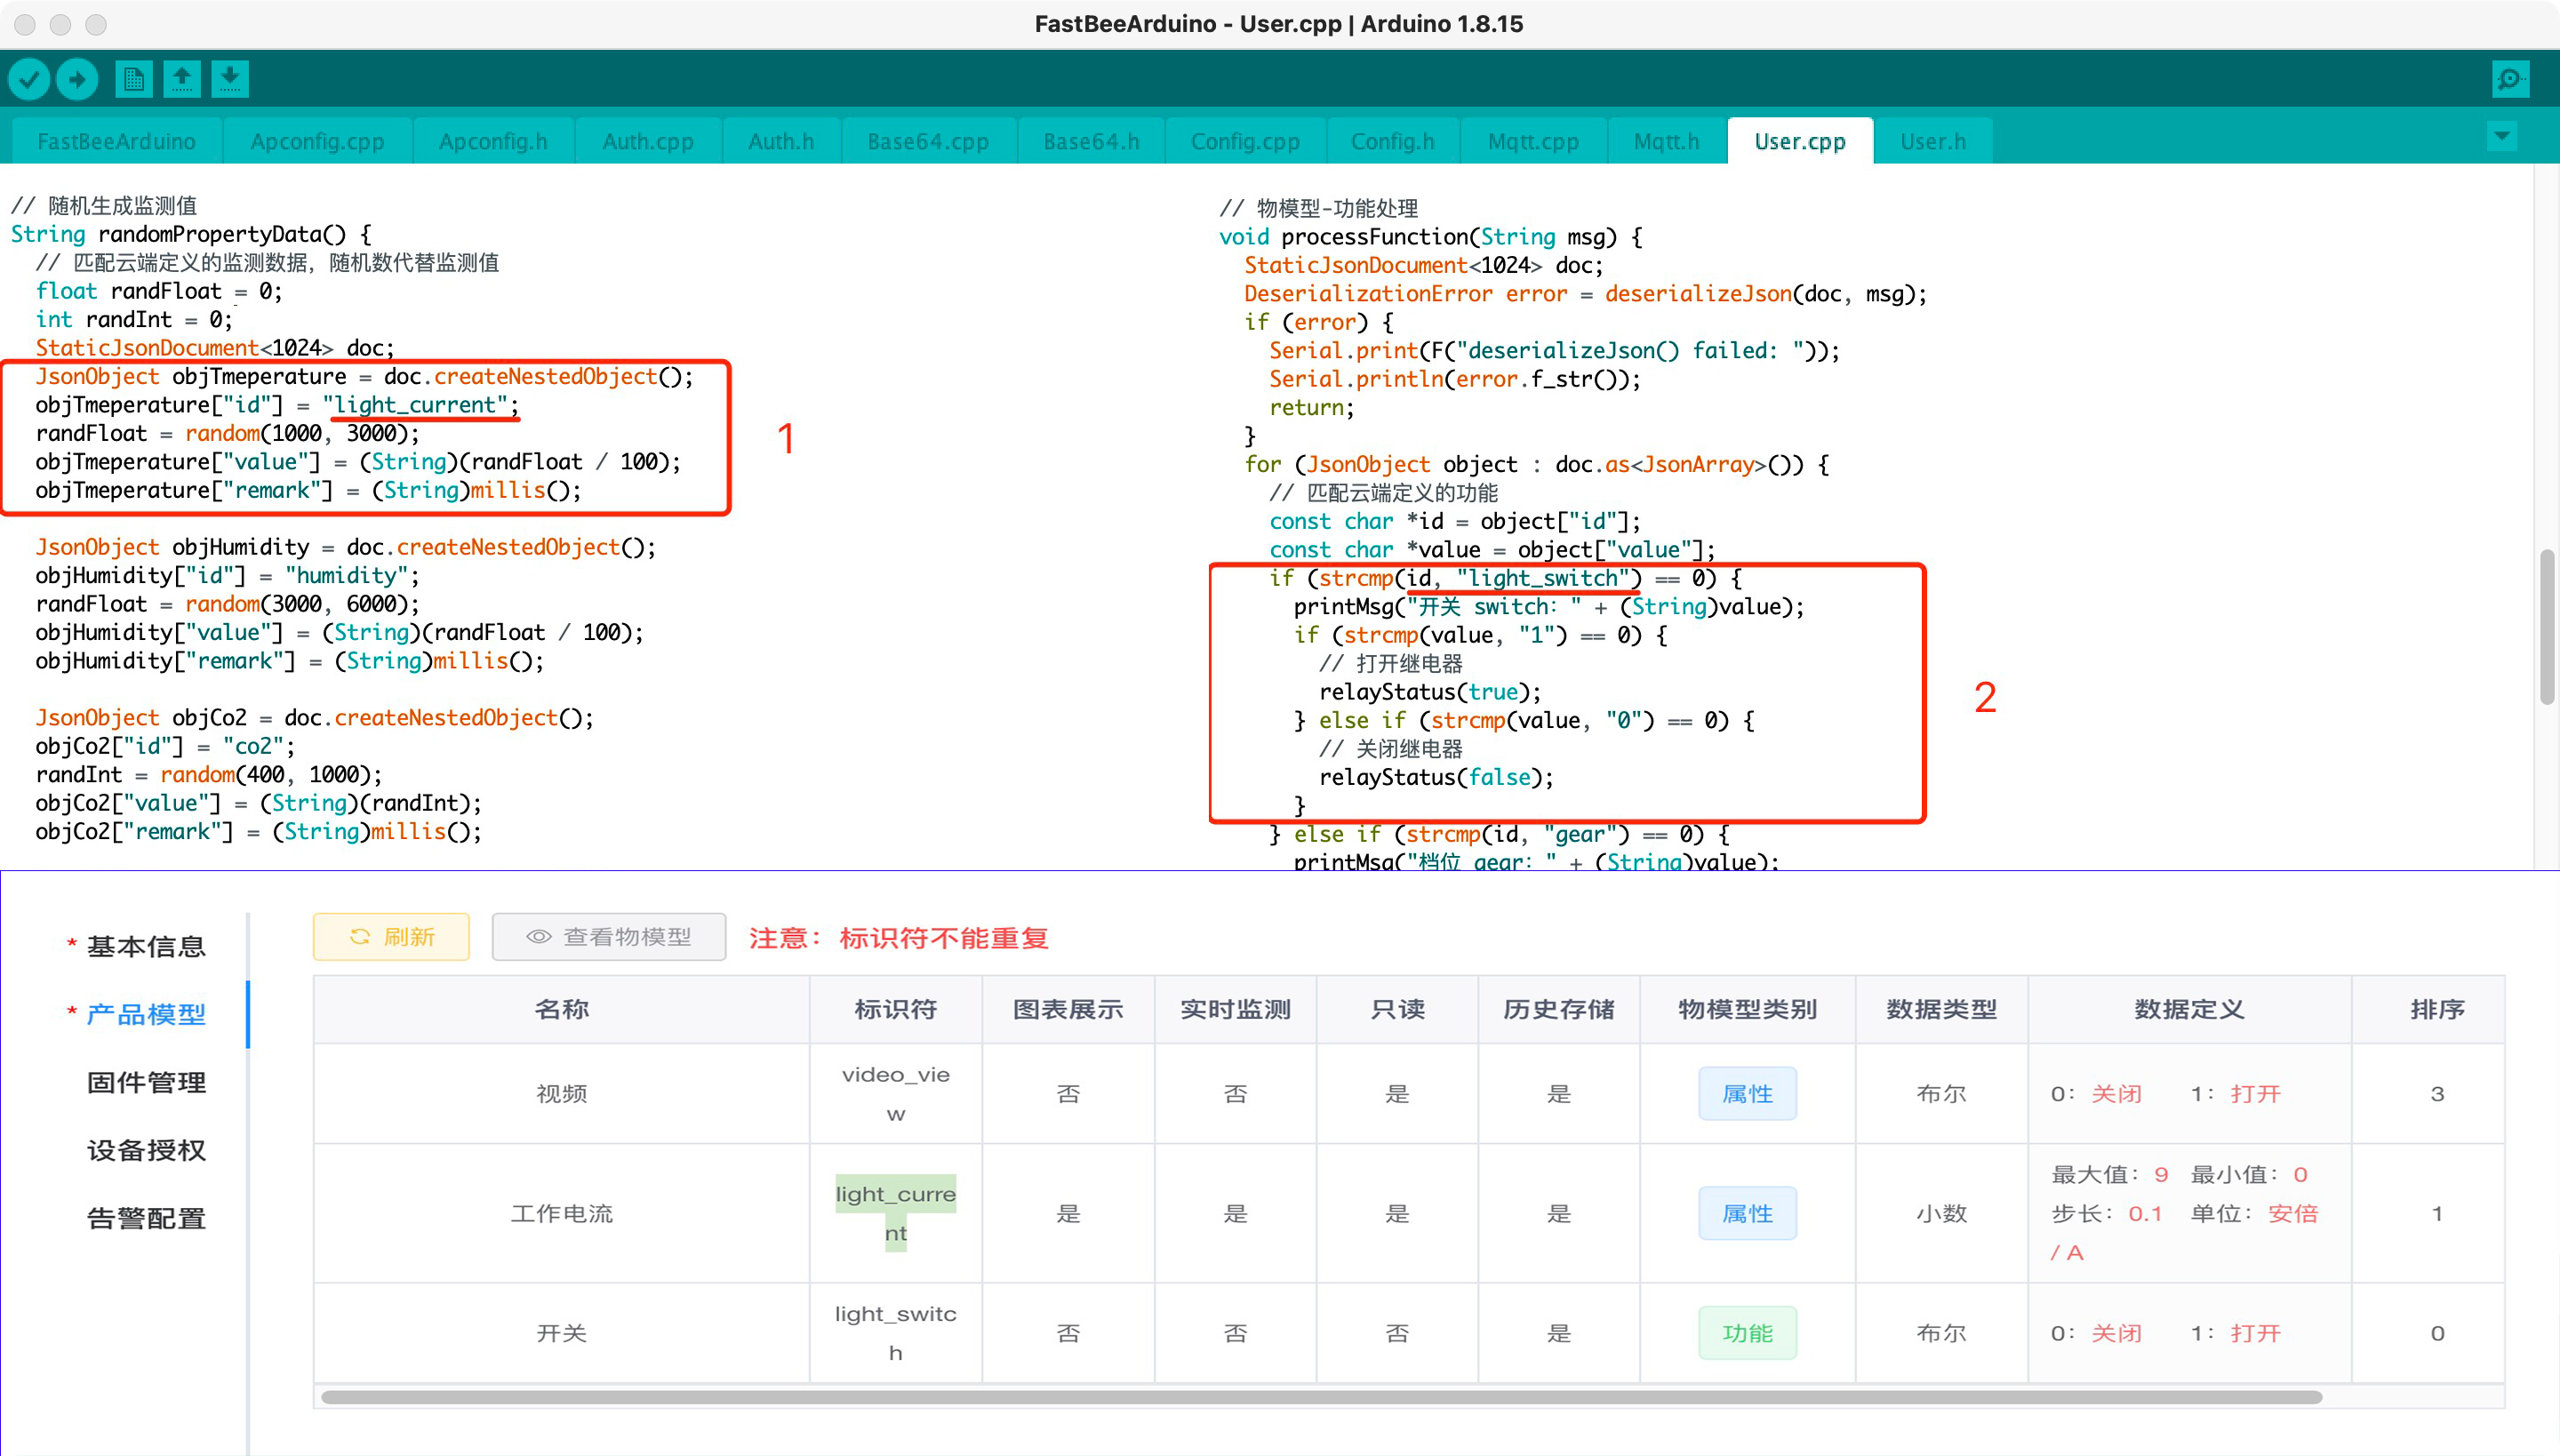 FastBeeArduino - User.cpp | Arduino 1.8.15
FastBeeArduino Apconfig.cpp Apconfig.h Auth.cpp Auth.h Base64.cpp Base64.h Config.cpp Config.h Mqtt.cpp Mqtt.h User.cpp User.h
// 随机生成监测值
String randomPropertyData() {
// 匹配云端定义的监测数据，随机数代替监测值
float randFloat = 0;
int randInt = 0;
StaticJsonDocument<1024> doc;
JsonObject objTmeperature = doc.createNestedObject();
objTmeperature["id"] = "light_current";
randFloat = random(1000, 3000);
objTmeperature["value"] = (String)(randFloat / 100);
objTmeperature["remark"] = (String)millis();
1
JsonObject objHumidity = doc.createNestedObject();
objHumidity["id"] = "humidity";
randFloat = random(3000, 6000);
objHumidity["value"] = (String)(randFloat / 100);
objHumidity["remark"] = (String)millis();
JsonObject objCo2 = doc.createNestedObject();
objCo2["id"] = "co2";
randInt = random(400, 1000);
objCo2["value"] = (String)(randInt);
objCo2["remark"] = (String)millis();
// 物模型-功能处理
void processFunction(String msg) {
StaticJsonDocument<1024> doc;
DeserializationError error = deserializeJson(doc, msg);
if (error) {
Serial.print(F("deserializeJson() failed: "));
Serial.println(error.f_str());
return;
}
for (JsonObject object : doc.as<JsonArray>()) {
// 匹配云端定义的功能
const char *id = object["id"];
const char *value = object["value"];
if (strcmp(id, "light_switch") == 0) {
printMsg("开关 switch：" + (String)value);
if (strcmp(value, "1") == 0) {
// 打开继电器
relayStatus(true);
} else if (strcmp(value, "0") == 0) {
// 关闭继电器
relayStatus(false);
}
2
} else if (strcmp(id, "gear") == 0) {
printMsg("档位 gear：" + (String)value);
* 基本信息
* 产品模型
固件管理
设备授权
告警配置
刷新 查看物模型 注意：标识符不能重复
名称 标识符 图表展示 实时监测 只读 历史存储 物模型类别 数据类型 数据定义 排序
视频 video_vie
w 否 否 是 是 属性 布尔 0：关闭 1：打开 3
工作电流 light_curre
nt 是 是 是 是 属性 小数 最大值：9 最小值：0
步长：0.1 单位：安倍
/ A 1
开关 light_switc
h 否 否 否 是 功能 布尔 0：关闭 1：打开 0